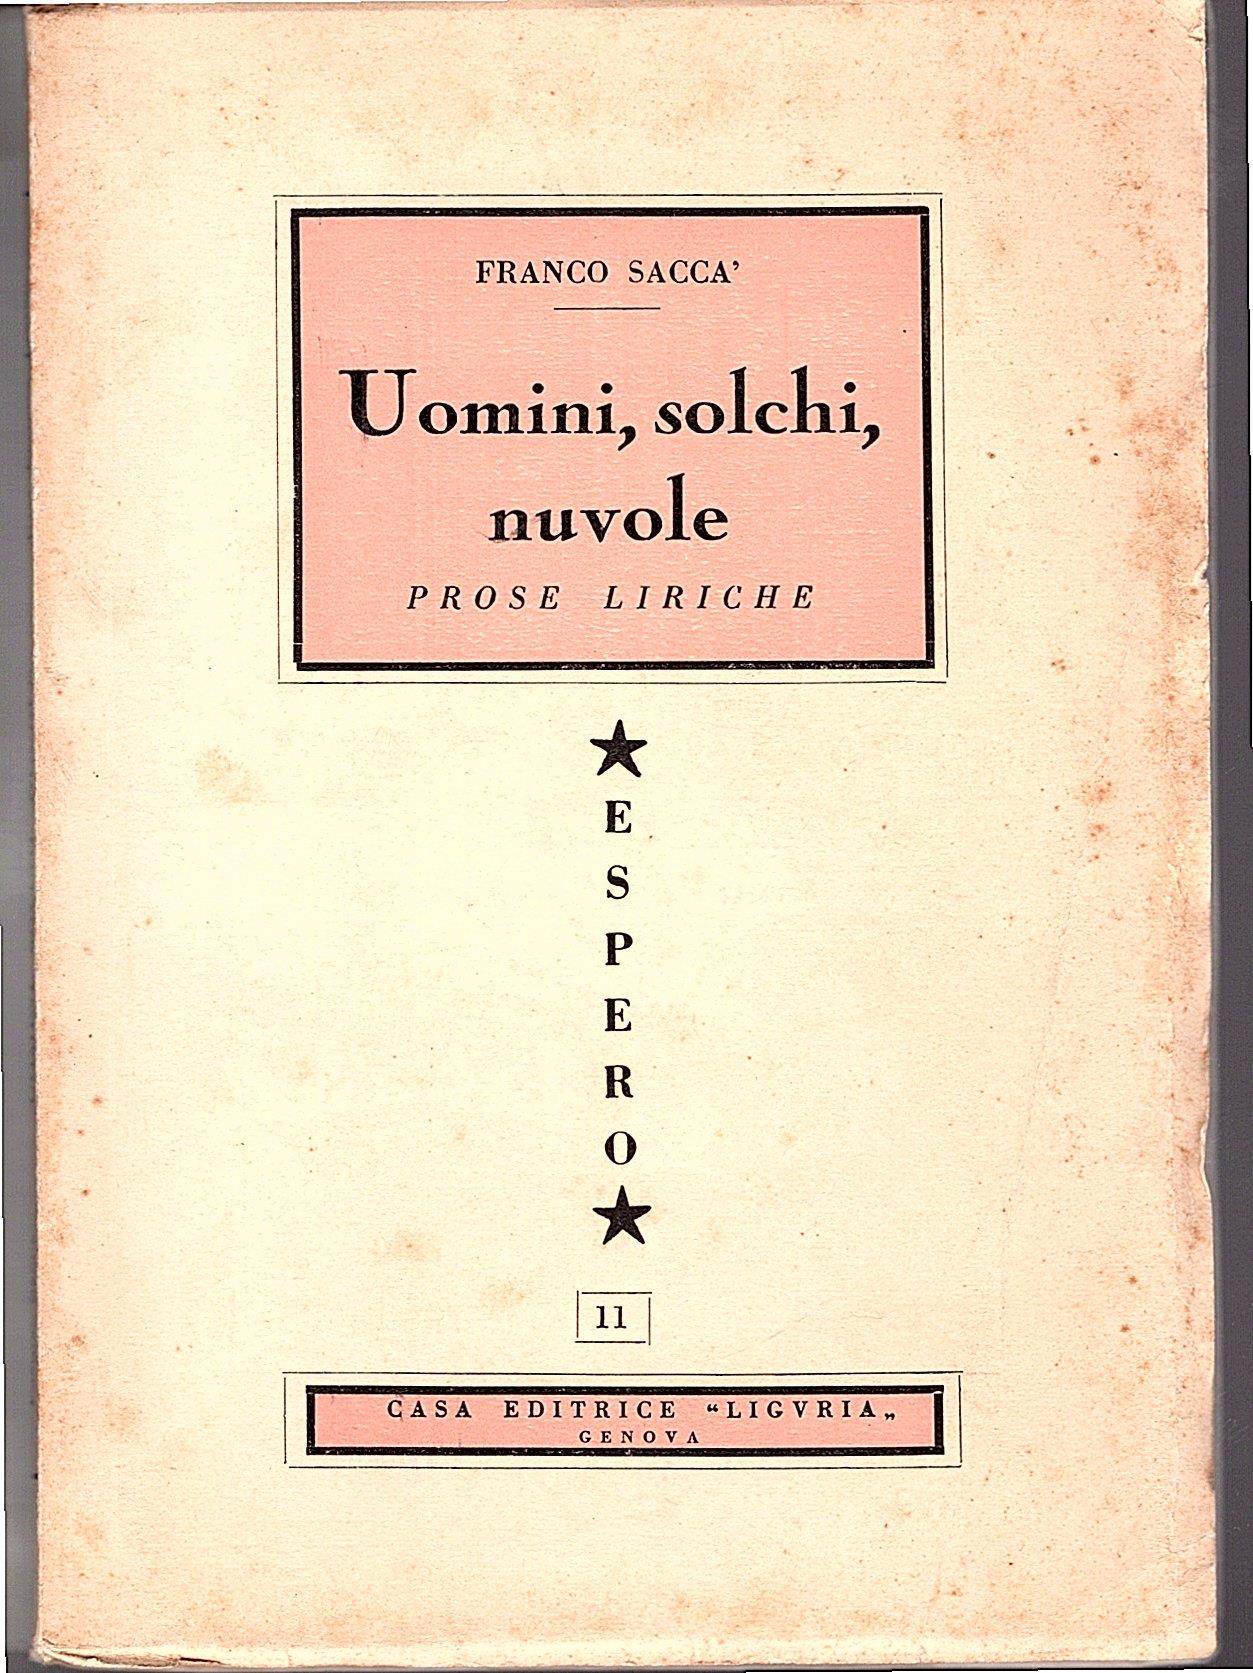 FRANCO SACCA’
Uomini, solchi,
nuvole
PROSE LIRICHE
★
E
S
P
E
R
O
★
11
CASA EDITRICE “LIGVRIA„
GENOVA